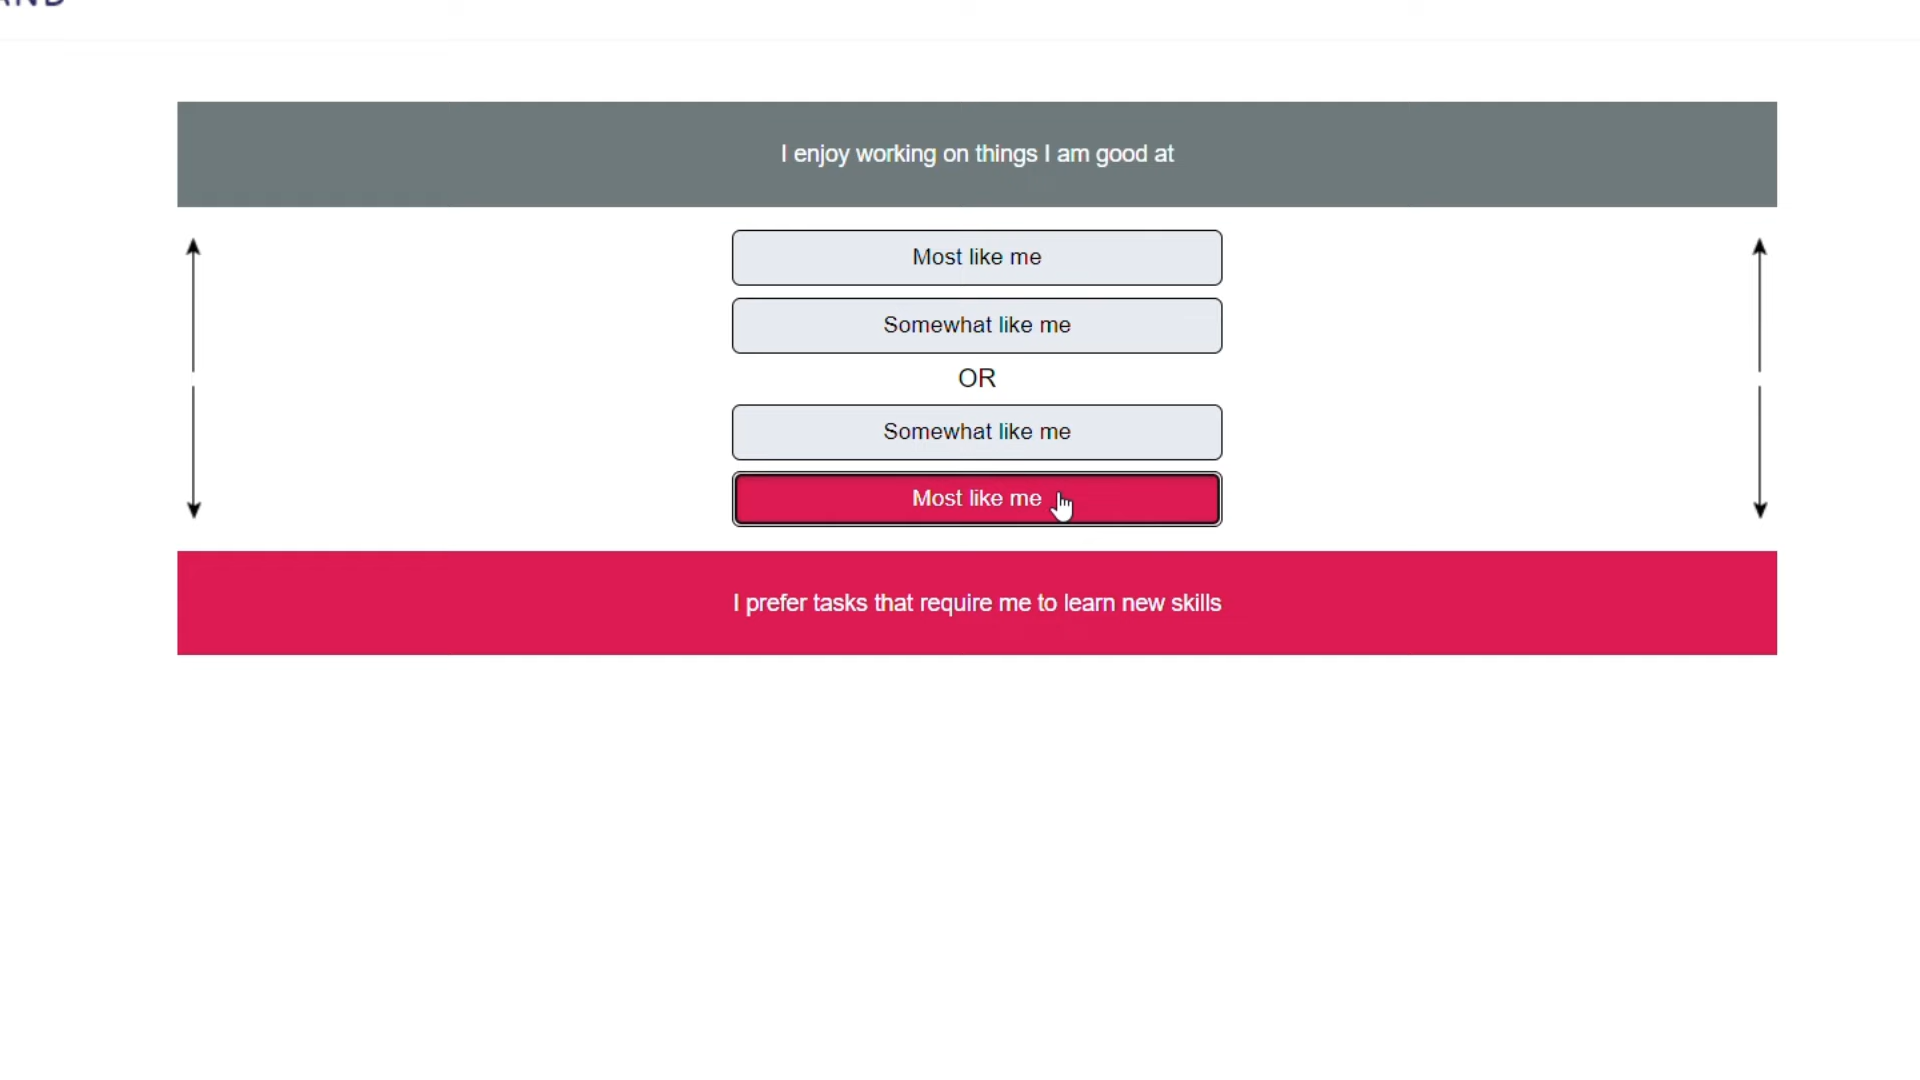 I enjoy working on things I am good at
Most like me
Somewhat like me
OR
Somewhat like me
Most like me
I prefer tasks that require me to learn new skills